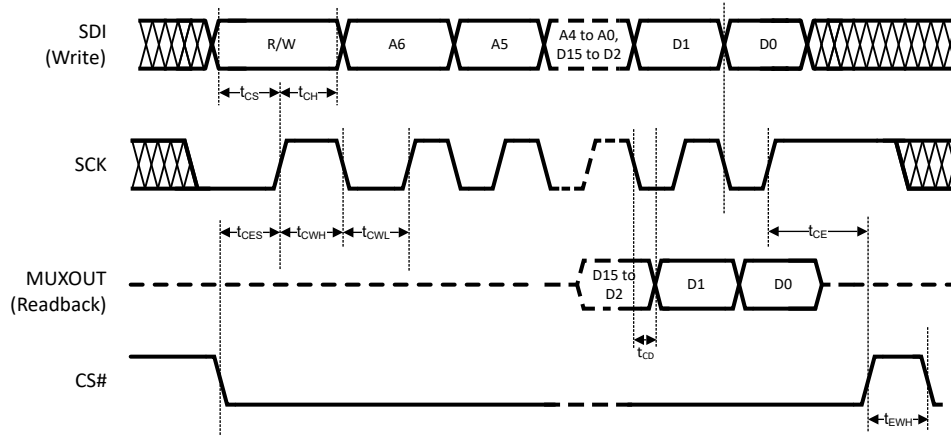 SDI
(Write)
R/W
A6
A5
A4 to A0,
D15 to D2
D1
D0
tCS
tCH
SCK
tCES
tCWH
tCWL
tCE
MUXOUT
(Readback)
D15 to
D2
D1
D0
tCD
CS#
tEWH